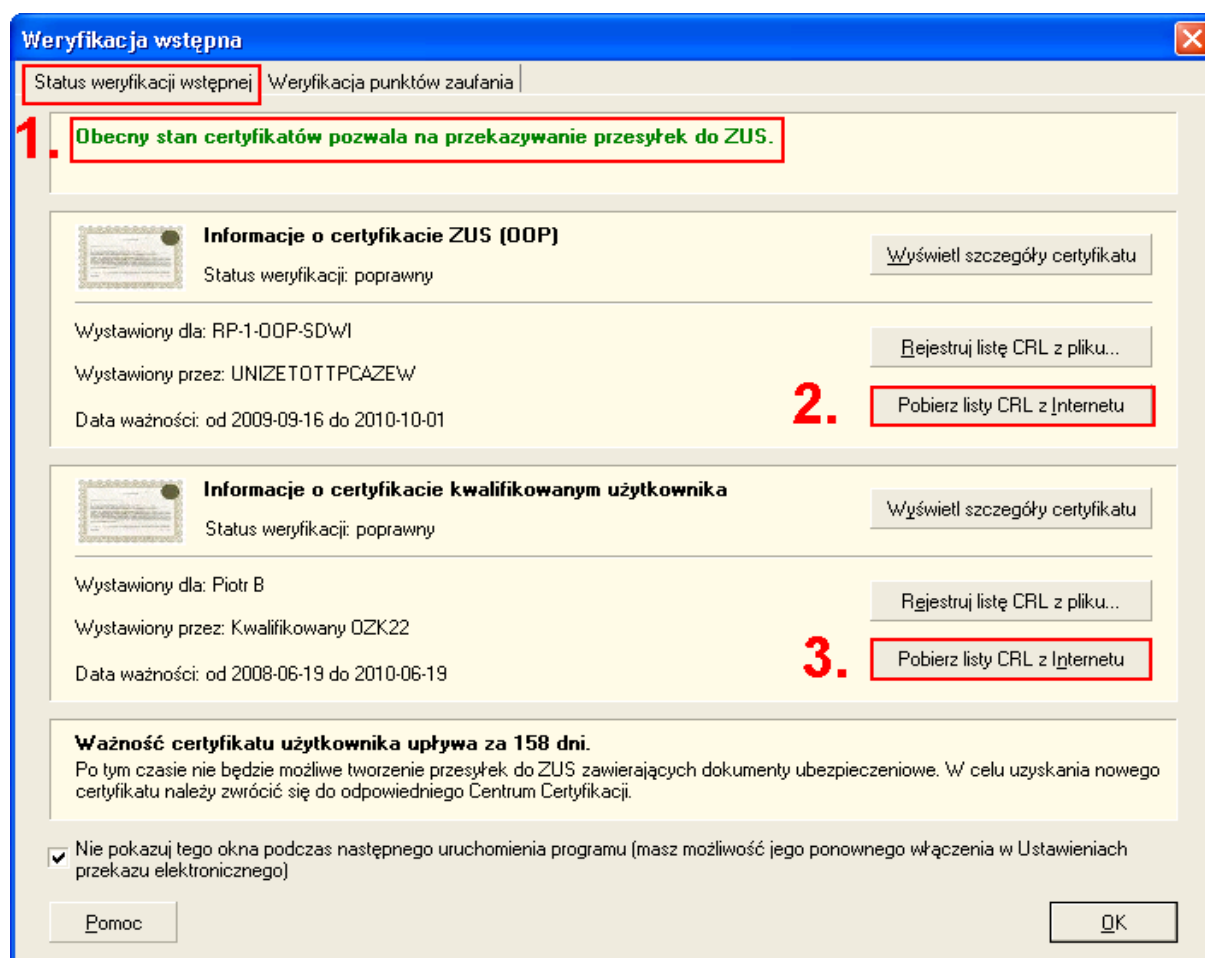 Weryfikacja wstępna
Status weryfikacji wstępnej Weryfikacja punktów zaufania
1. Obecny stan certyfikatów pozwala na przekazywanie przesyłek do ZUS.
Informacje o certyfikacie ZUS (OOP)
Status weryfikacji: poprawny
Wyświetl szczegóły certyfikatu
Wystawiony dla: RP-1-OOP-SDWI
Rejestruj listę CRL z pliku...
Wystawiony przez: UNIZETOTTPCAZEW
2. Pobierz listy CRL z Internetu
Data ważności: od 2009-09-16 do 2010-10-01
Informacje o certyfikacie kwalifikowanym użytkownika
Status weryfikacji: poprawny
Wyświetl szczegóły certyfikatu
Wystawiony dla: Piotr B
Rejestruj listę CRL z pliku...
Wystawiony przez: Kwalifikowany OZK22
3. Pobierz listy CRL z Internetu
Data ważności: od 2008-06-19 do 2010-06-19
Ważność certyfikatu użytkownika upływa za 158 dni.
Po tym czasie nie będzie możliwe tworzenie przesyłek do ZUS zawierających dokumenty ubezpieczeniowe. W celu uzyskania nowego
certyfikatu należy zwrócić się do odpowiedniego Centrum Certyfikacji.
Nie pokazuj tego okna podczas następnego uruchomienia programu (masz możliwość jego ponownego włączenia w Ustawieniach
przekazu elektronicznego)
Pomoc
OK